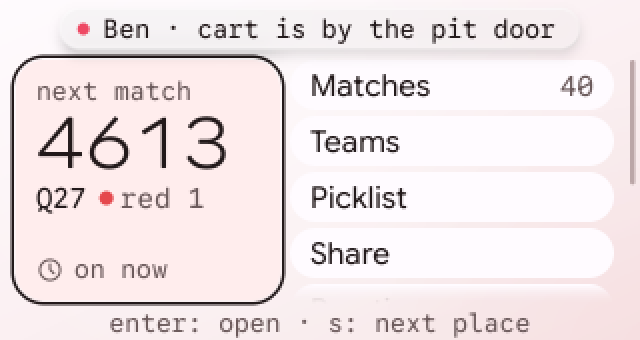 Ben · cart is by the pit door
next match
4613
Q27 red 1
on now
Matches 40
Teams
Picklist
Share
enter: open · s: next place